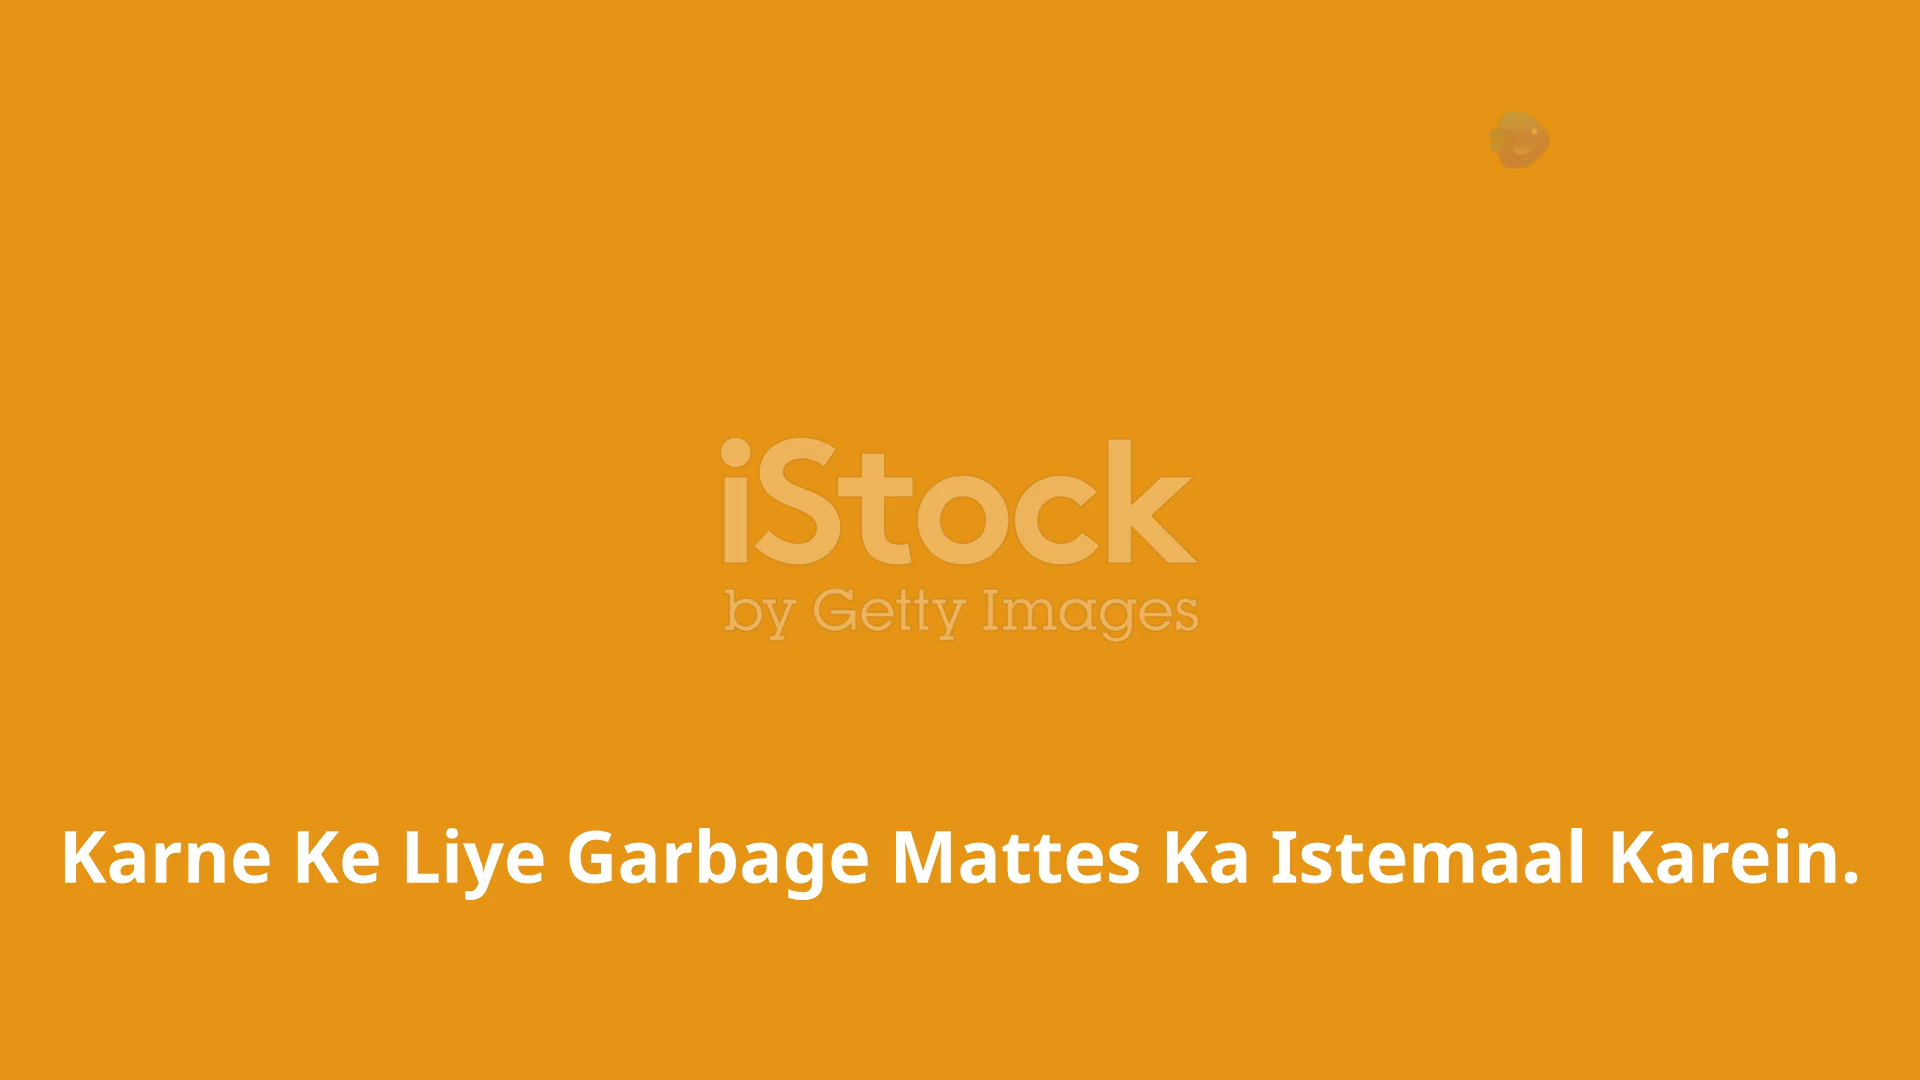 iStock
by Getty Images
Karne Ke Liye Garbage Mattes Ka Istemaal Karein.